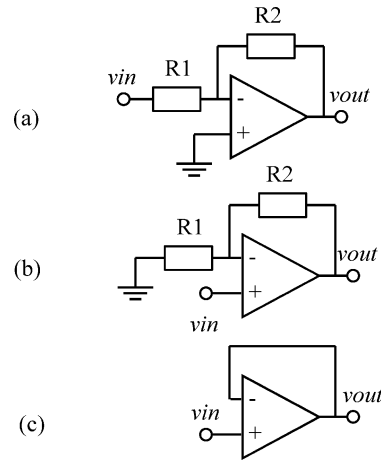 R2
vin
R1
vout
-
(a)
+
R2
R1
vout
(b)
-
+
vin
vout
-
(c)
vin
+